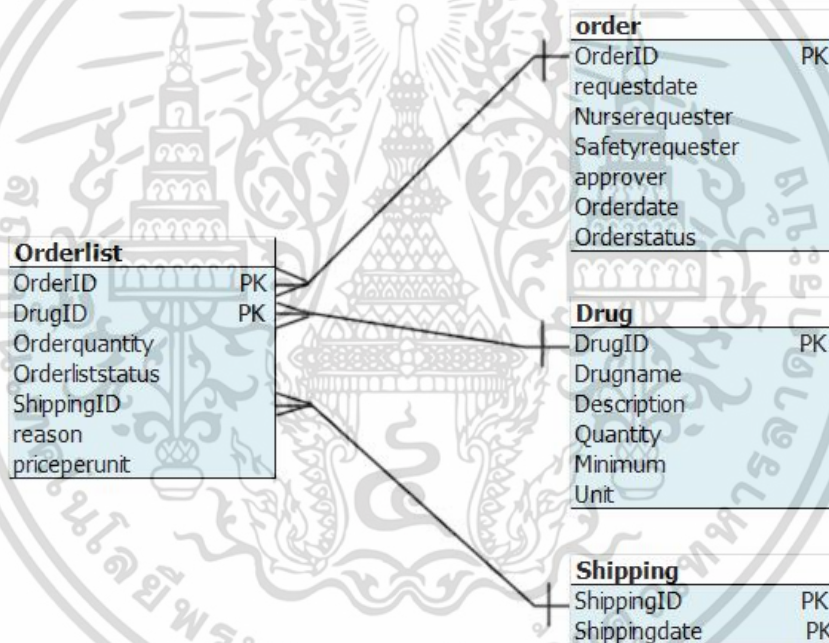 order
OrderID PK
requestdate
Nurserequester
Safetyrequester
approver
Orderdate
Orderstatus
Orderlist
OrderID PK
DrugID PK
Orderquantity
Orderliststatus
ShippingID
reason
priceperunit
Drug
DrugID PK
Drugname
Description
Quantity
Minimum
Unit
Shipping
ShippingID PK
Shippingdate PK